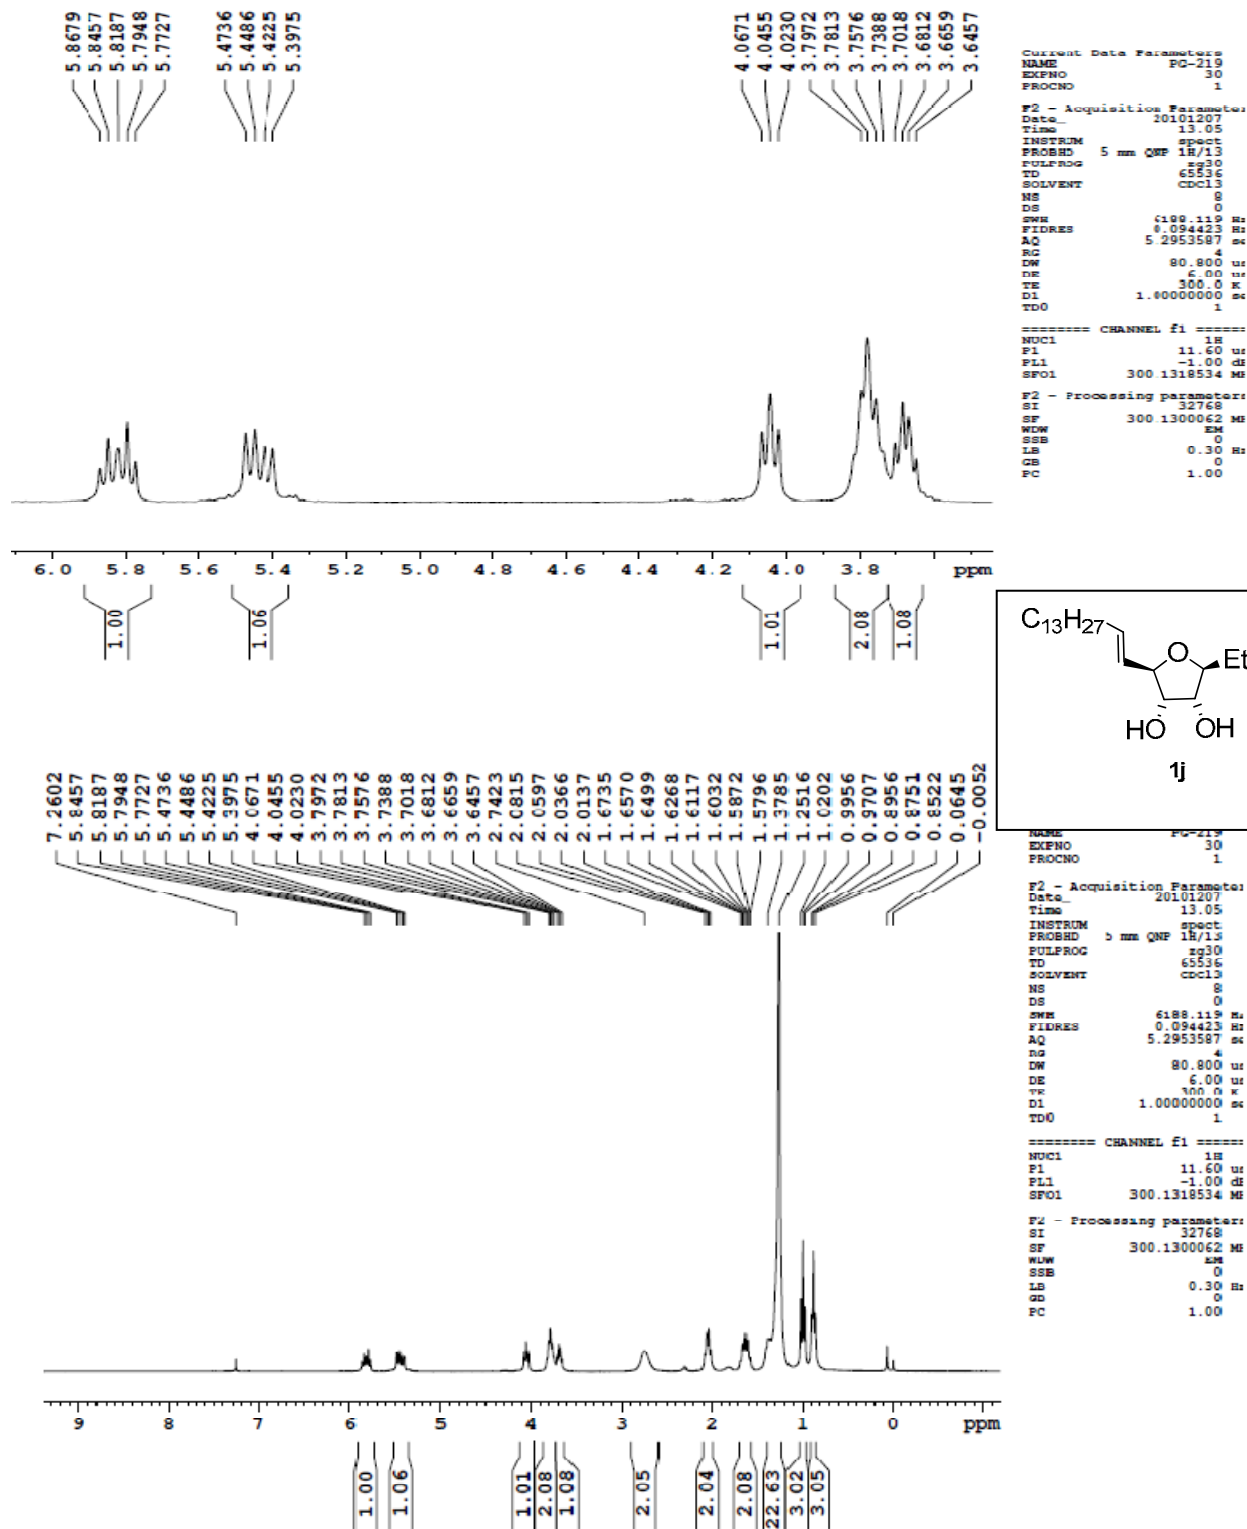 5.8679
5.8457
5.8187
5.7948
5.7727
5.4736
5.4486
5.4225
5.3975
4.0671
4.0455
4.0230
3.7972
3.7813
3.7576
3.7388
3.7018
3.6812
3.6659
3.6457
Current Data Parameters
NAME PG-219
EXPNO 30
PROCNO 1
F2 - Acquisition Parameter
Date_ 20101207
Time 13.05
INSTRUM spect
PROBHD 5 mm QNP 1H/13
PULPROG zg30
TD 65536
SOLVENT CDCl3
NS 8
DS 0
SWH 6188.119 Hz
FIDRES 0.094423 Hz
AQ 5.2953587 se
RG 4
DW 80.800 us
DE 6.00 us
TE 300.0 K
D1 1.00000000 se
TD0 1
======== CHANNEL f1 ======
NUC1 1H
P1 11.60 us
PL1 -1.00 dB
SFO1 300.1318534 MH
F2 - Processing parameters
SI 32768
SF 300.1300062 MH
WDW EM
SSB 0
LB 0.30 Hz
GB 0
PC 1.00
6.0 5.8 5.6 5.4 5.2 5.0 4.8 4.6 4.4 4.2 4.0 3.8 ppm
1.00 1.06 1.01 2.08 1.08
C13H27
O
Et
HO OH
1j
7.2602
5.8457
5.8187
5.7948
5.7727
5.4736
5.4486
5.4225
5.3975
4.0671
4.0455
4.0230
3.7972
3.7813
3.7576
3.7388
3.7018
3.6812
3.6659
3.6457
2.7423
2.0815
2.0597
2.0366
2.0137
1.6735
1.6570
1.6499
1.6268
1.6117
1.6032
1.5872
1.5796
1.3785
1.2516
1.0202
0.9956
0.9707
0.8956
0.8751
0.8522
0.0645
-0.0052
NAME PG-219
EXPNO 30
PROCNO 1
F2 - Acquisition Parameter
Date_ 20101207
Time 13.05
INSTRUM spect
PROBHD 5 mm QNP 1H/13
PULPROG zg30
TD 65536
SOLVENT CDCl3
NS 8
DS 0
SWH 6188.119 Hz
FIDRES 0.094423 Hz
AQ 5.2953587 se
RG 4
DW 80.800 us
DE 6.00 us
TE 300.0 K
D1 1.00000000 se
TD0 1
======== CHANNEL f1 ======
NUC1 1H
P1 11.60 us
PL1 -1.00 dB
SFO1 300.1318534 MH
F2 - Processing parameters
SI 32768
SF 300.1300062 MH
WDW EM
SSB 0
LB 0.30 Hz
GB 0
PC 1.00
9 8 7 6 5 4 3 2 1 0 ppm
1.00 1.06 1.01 2.08 1.08 2.05 2.04 2.08 22.63 3.02 3.05